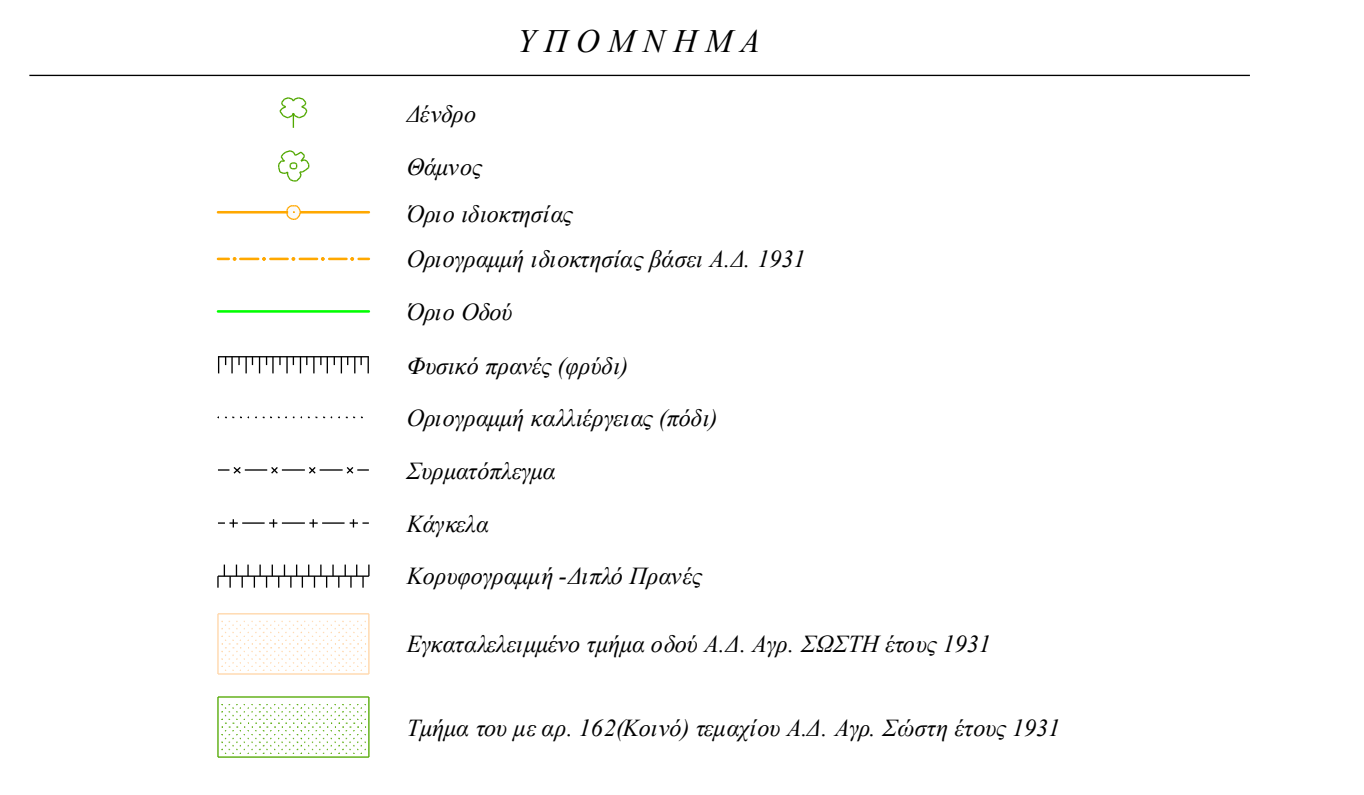 ΥΠΟΜΝΗΜΑ
Δένδρο
Θάμνος
Όριο ιδιοκτησίας
Οριογραμμή ιδιοκτησίας βάσει Α.Δ. 1931
Όριο Οδού
Φυσικό πρανές (φρύδι)
Οριογραμμή καλλιέργειας (πόδι)
Συρματόπλεγμα
Κάγκελα
Κορυφογραμμή -Διπλό Πρανές
Εγκαταλελειμμένο τμήμα οδού Α.Δ. Αγρ. ΣΩΣΤΗ έτους 1931
Τμήμα του με αρ. 162(Κοινό) τεμαχίου Α.Δ. Αγρ. Σώστη έτους 1931